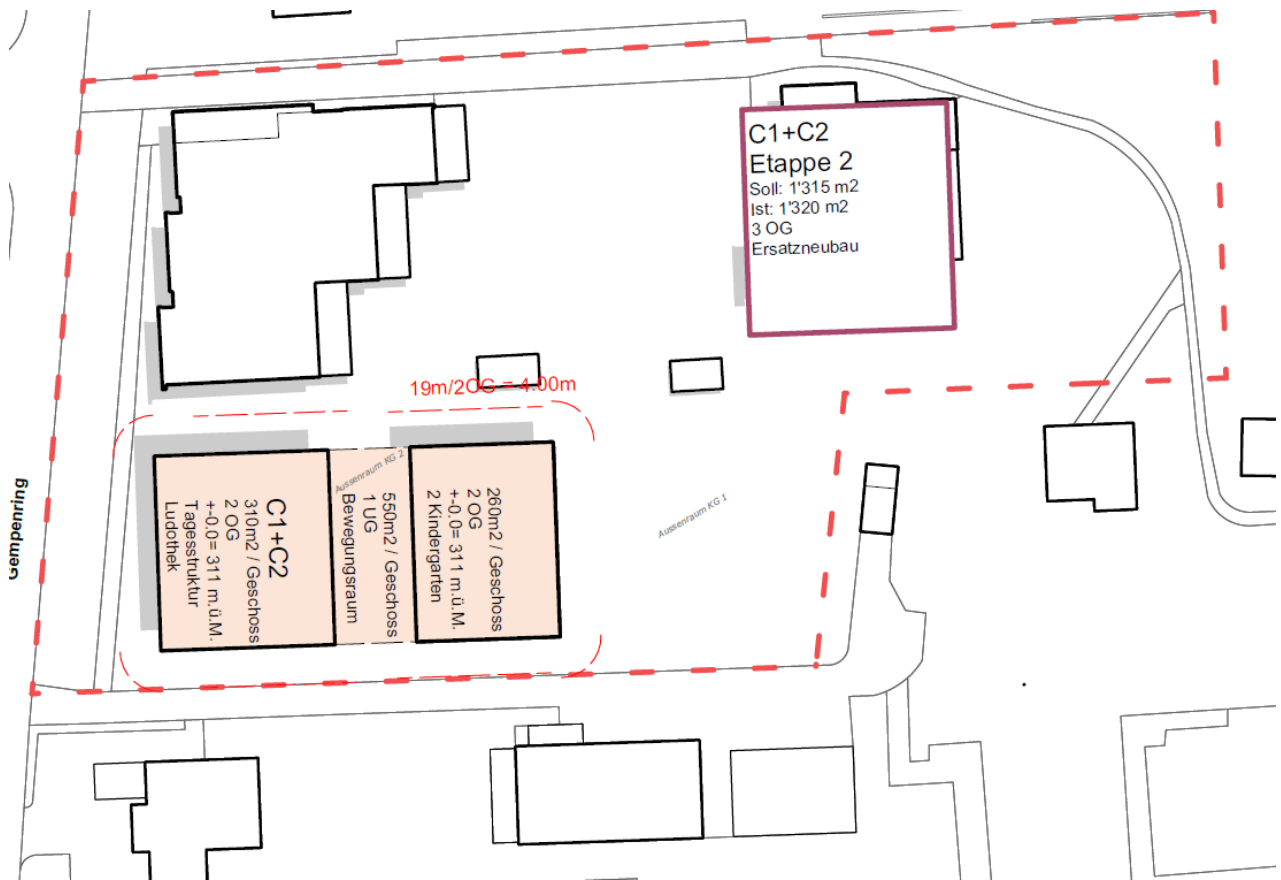 C1+C2
Etappe 2
Soll: 1'315 m2
Ist: 1'320 m2
3 OG
Ersatzneubau
19m/2OG = 4.00m
Gempenring
C1+C2
310m2 / Geschoss
2 OG
+-0.0= 311 m.ü.M.
Tagesstruktur
Ludothek
Aussenraum KG 2
550m2 / Geschoss
1 UG
Bewegungsraum
260m2 / Geschoss
2 OG
+-0.0= 311 m.ü.M.
2 Kindergarten
Aussenraum KG 1